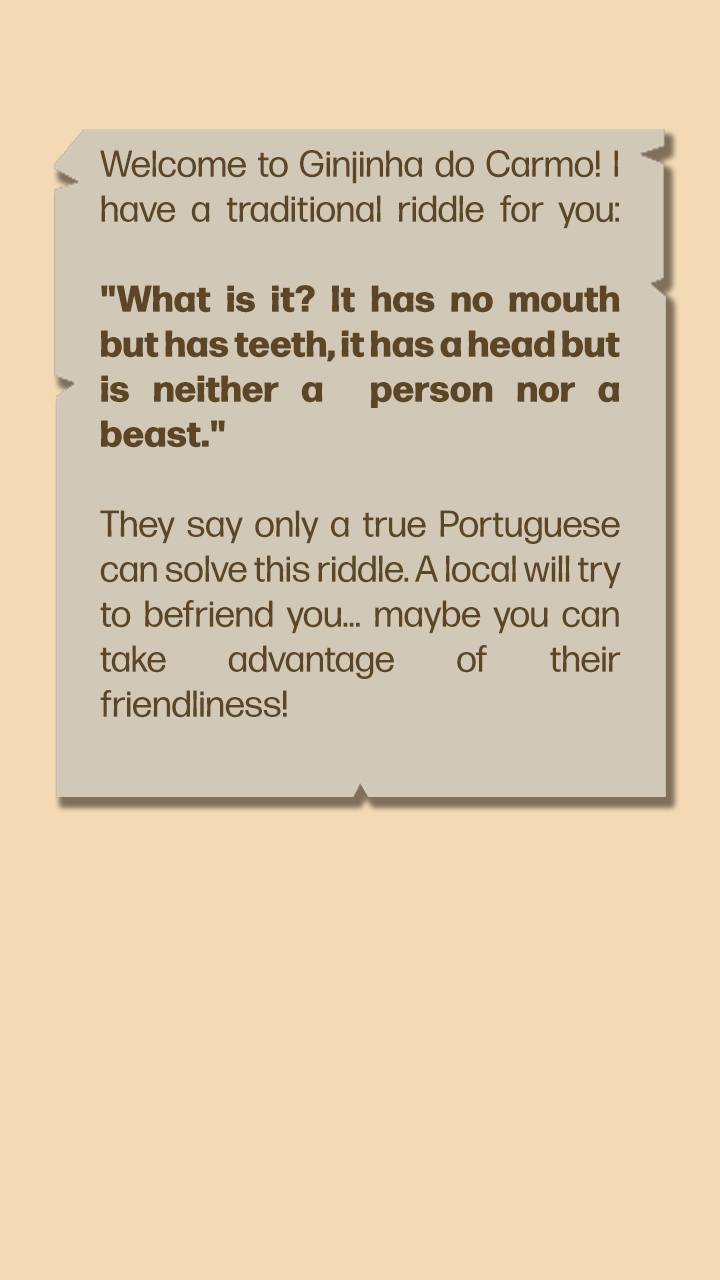 Welcome to Ginjinha do Carmo! I
have a traditional riddle for you:
"What is it? It has no mouth
but has teeth, it has a head but
is neither a person nor a
beast."
They say only a true Portuguese
can solve this riddle. A local will try
to befriend you... maybe you can
take advantage of their
friendliness!